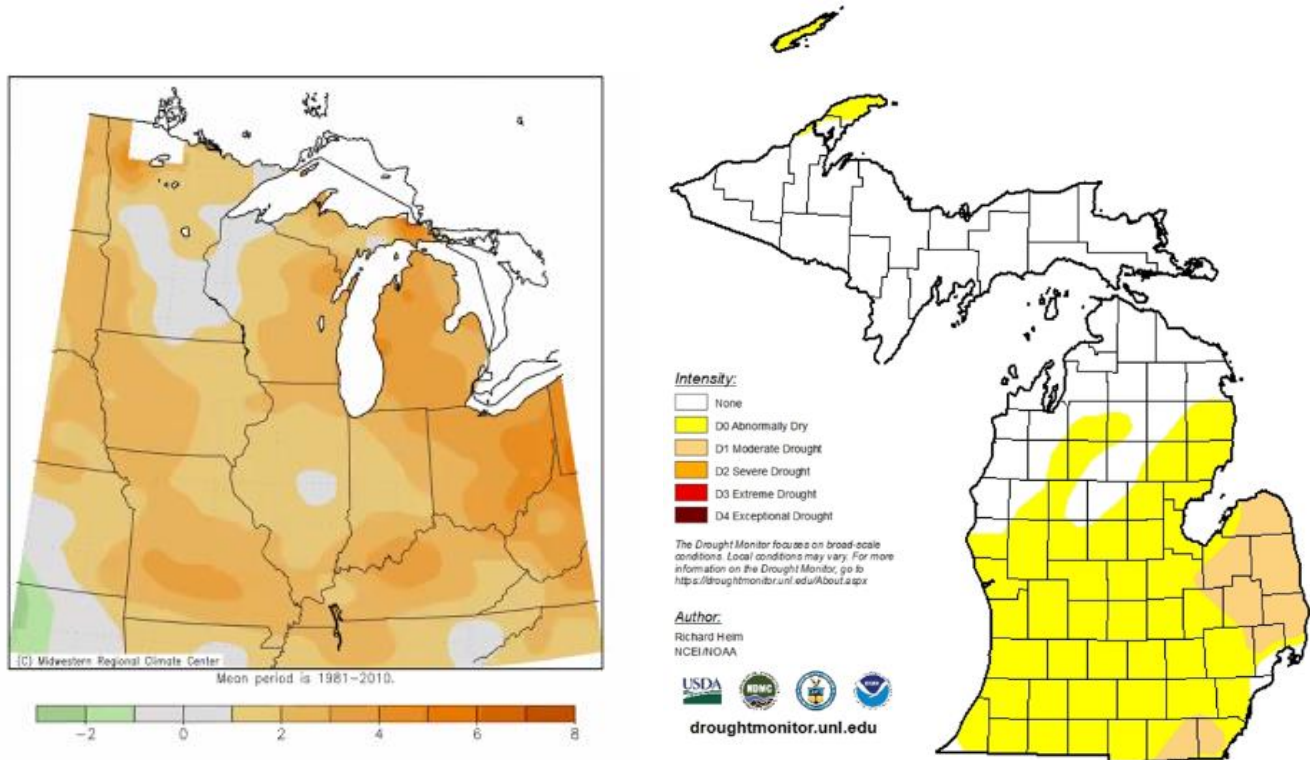 (C) Midwestern Regional Climate Center
Mean period is 1981-2010.
-2 0 2 4 6 8
Intensity:
None
D0 Abnormally Dry
D1 Moderate Drought
D2 Severe Drought
D3 Extreme Drought
D4 Exceptional Drought
The Drought Monitor focuses on broad-scale
conditions. Local conditions may vary. For more
information on the Drought Monitor, go to
https://droughtmonitor.unl.edu/About.aspx
Author:
Richard Heim
NCEI/NOAA
USDA
NDMC
droughtmonitor.unl.edu